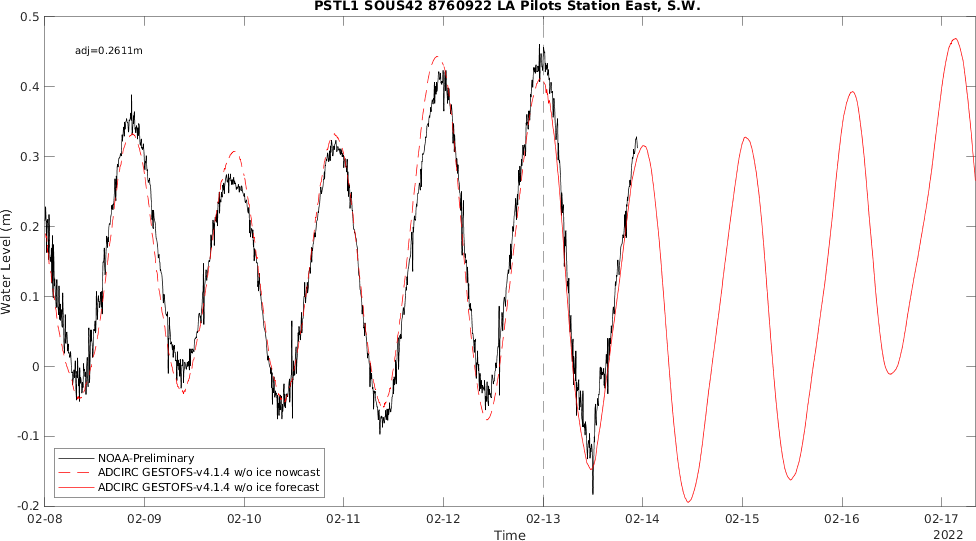 PSTL1 SOUS42 8760922 LA Pilots Station East, S.W.
adj=0.2611m
0.5
0.4
0.3
0.2
0.1
0
-0.1
-0.2
Water Level (m)
NOAA-Preliminary
ADCIRC GESTOFS-v4.1.4 w/o ice nowcast
ADCIRC GESTOFS-v4.1.4 w/o ice forecast
02-08 02-09 02-10 02-11 02-12 02-13 02-14 02-15 02-16 02-17
Time
2022